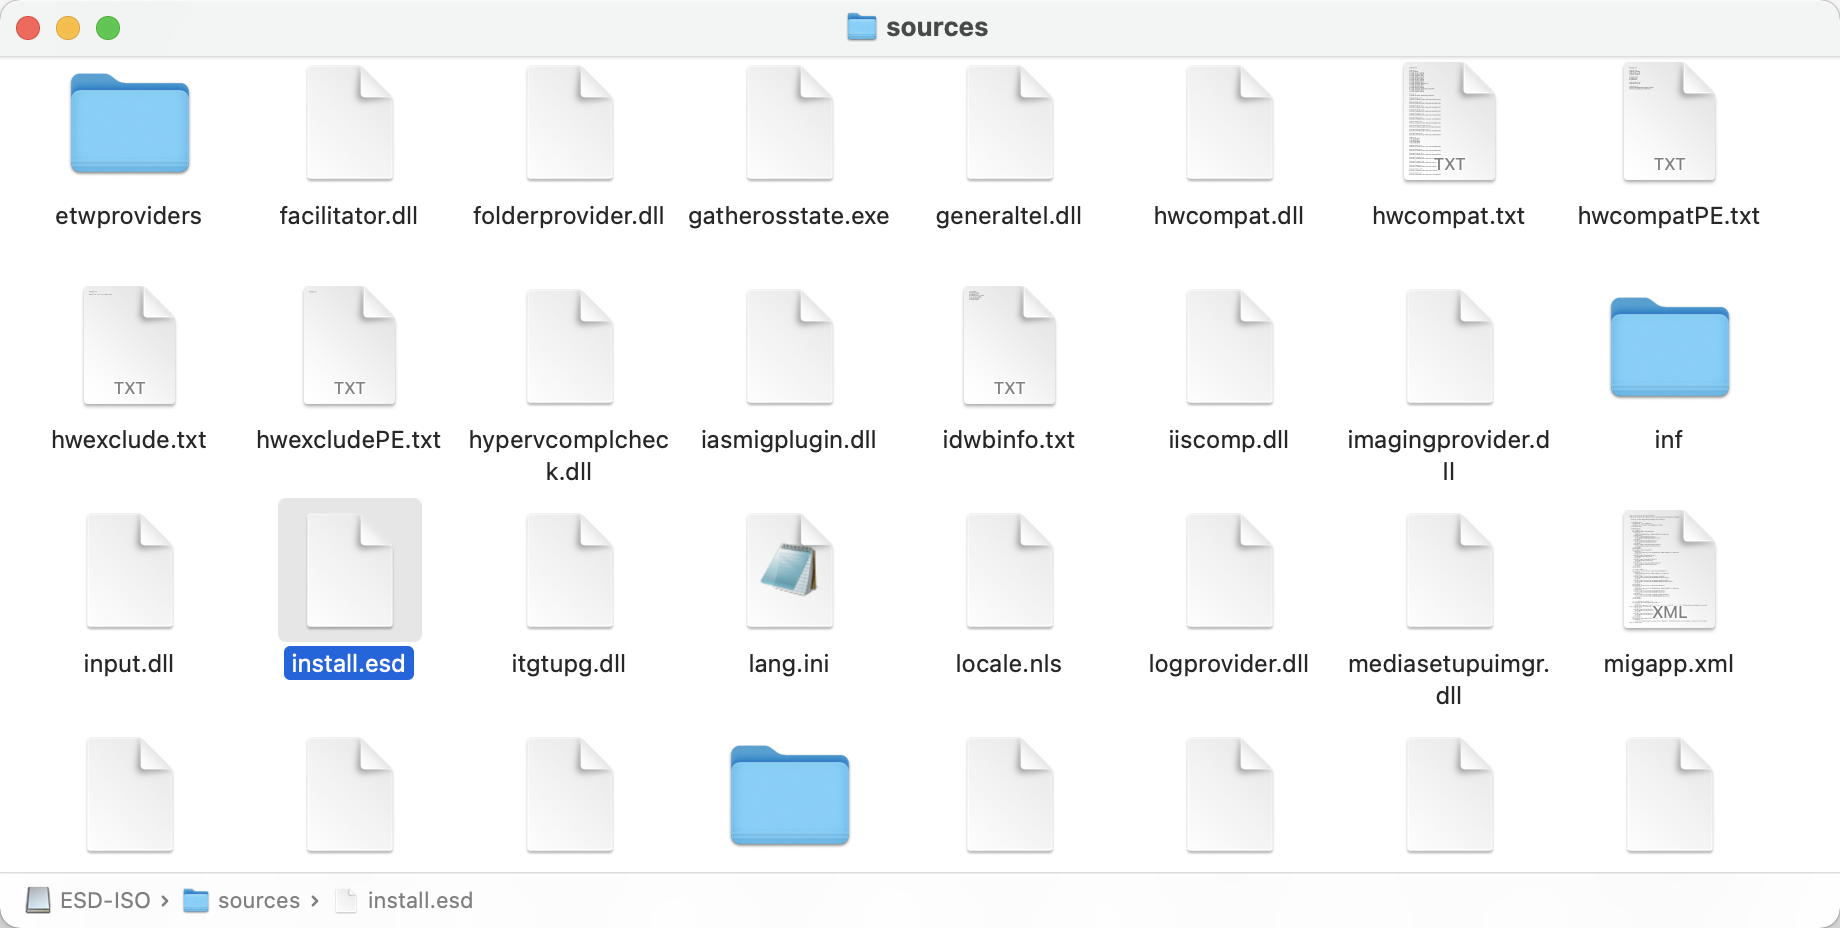 sources
etwproviders facilitator.dll folderprovider.dll gatherosstate.exe generaltel.dll hwcompat.dll hwcompat.txt hwcompatPE.txt
TXT TXT
hwexclude.txt hwexcludePE.txt hypervcomplchec iasmigplugin.dll idwbinfo.txt iiscomp.dll imagingprovider.d inf
k.dll ll
TXT TXT TXT
input.dll install.esd itgtupg.dll lang.ini locale.nls logprovider.dll mediasetupuimgr. migapp.xml
dll
XML
ESD-ISO › sources › install.esd